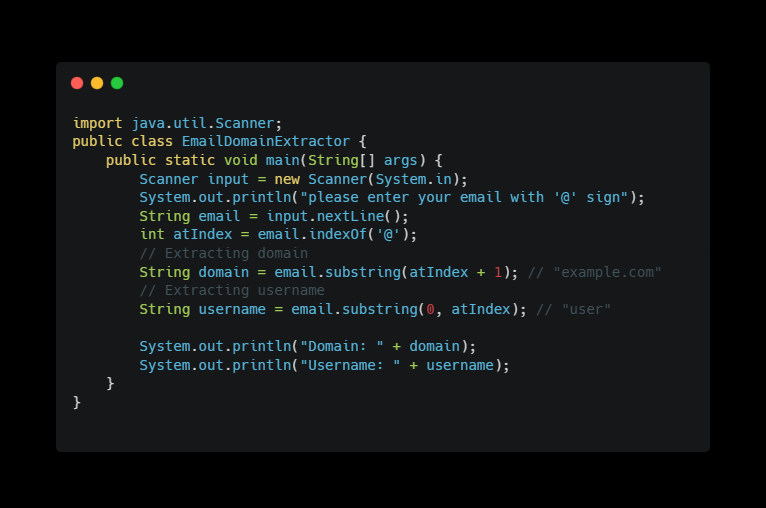 import java.util.Scanner;
public class EmailDomainExtractor {
    public static void main(String[] args) {
        Scanner input = new Scanner(System.in);
        System.out.println("please enter your email with '@' sign");
        String email = input.nextLine();
        int atIndex = email.indexOf('@');
        // Extracting domain
        String domain = email.substring(atIndex + 1); // "example.com"
        // Extracting username
        String username = email.substring(0, atIndex); // "user"

        System.out.println("Domain: " + domain);
        System.out.println("Username: " + username);
    }
}